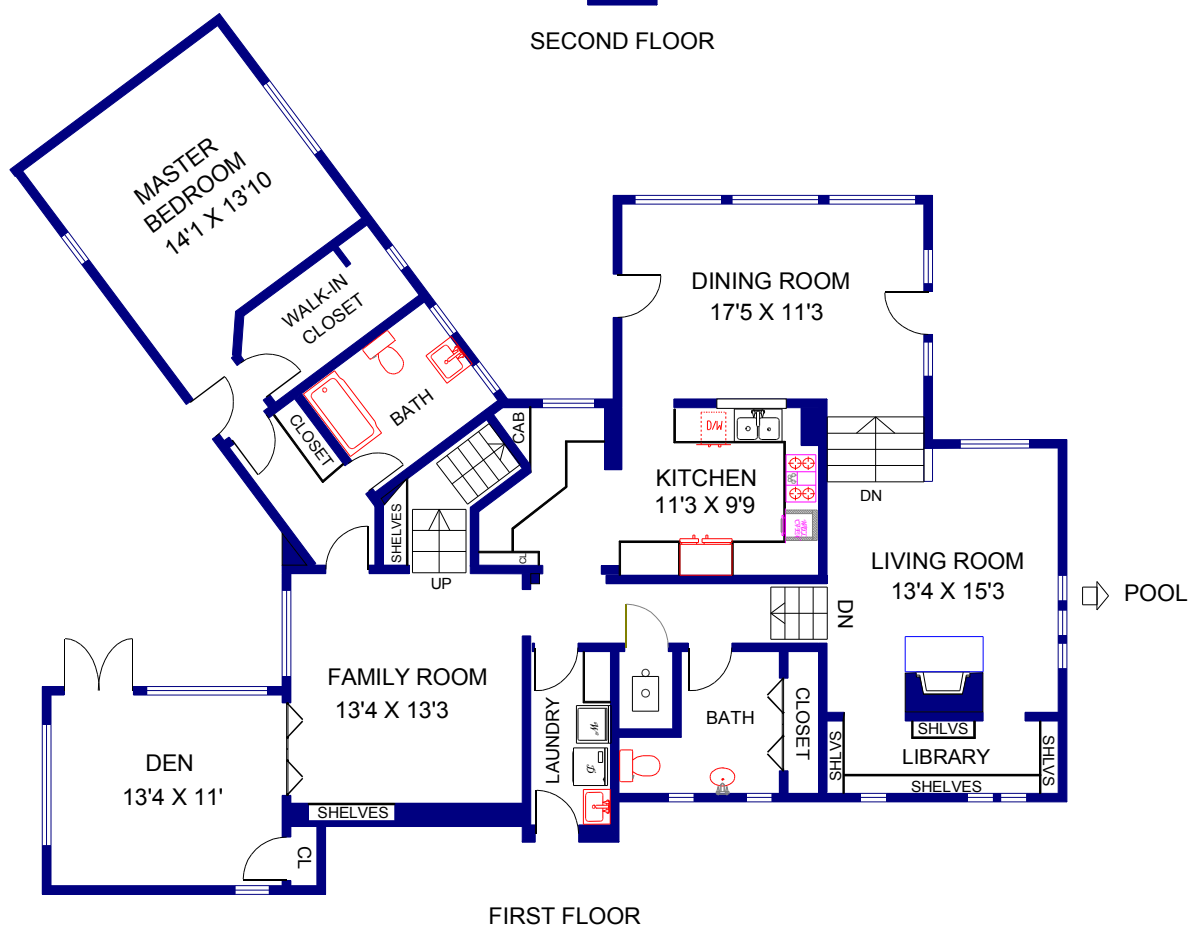 SECOND FLOOR
MASTER
BEDROOM
14'1 X 13'10
WALK-IN
CLOSET
DINING ROOM
17'5 X 11'3
BATH
CLOSET
CAB
D/W
KITCHEN
11'3 X 9'9
DN
SHELVES
UP
CL
LIVING ROOM
13'4 X 15'3
POOL
DN
FAMILY ROOM
13'4 X 13'3
LAUNDRY
BATH
CLOSET
DEN
13'4 X 11'
SHLVS
SHLVS
LIBRARY
SHLVS
SHELVES
SHELVES
CL
FIRST FLOOR